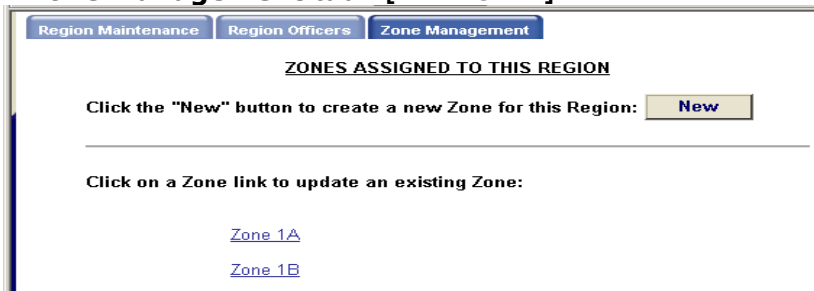 Region Maintenance Region Officers Zone Management
ZONES ASSIGNED TO THIS REGION
Click the "New" button to create a new Zone for this Region: New
Click on a Zone link to update an existing Zone:
Zone 1A
Zone 1B